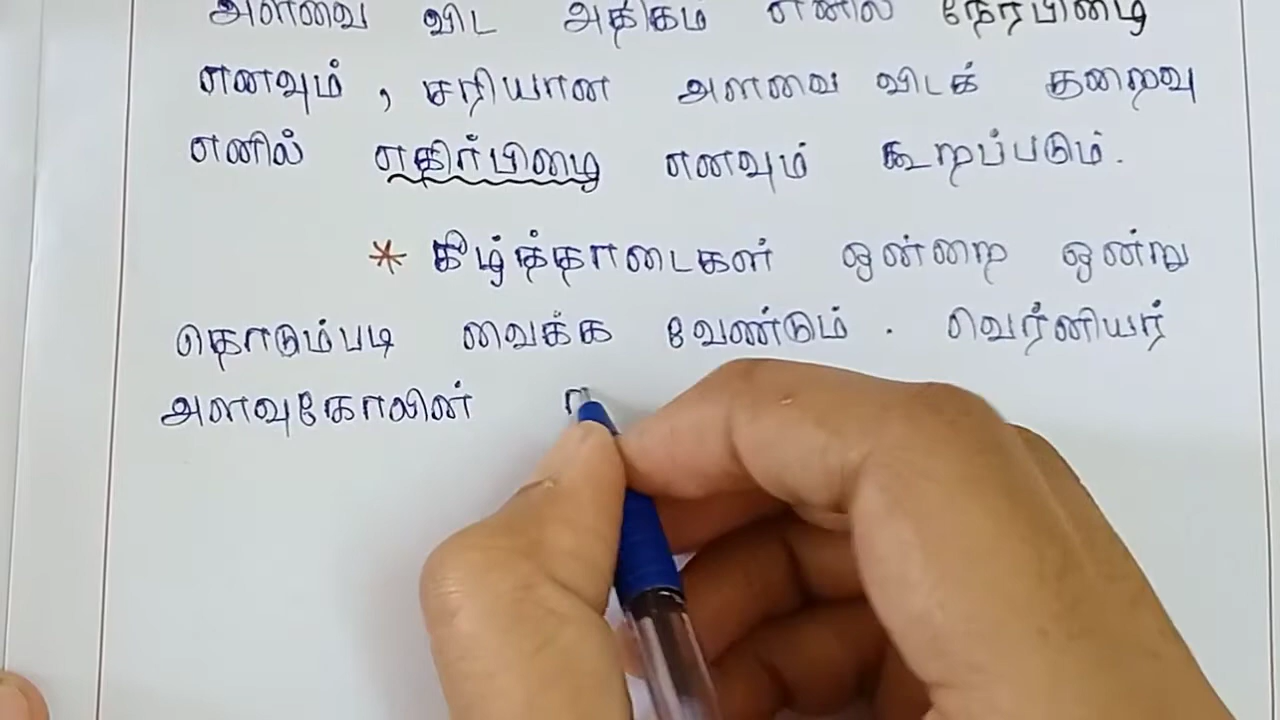 அளவை விட அதிகம் எனில் நேர்பிழை
எனவும் , சரியான அளவை விடக் குறைவு
எனில் எதிர்பிழை எனவும் கூறப்படும்.
* கீழ்த்தாடைகள் ஒன்றை ஒன்று
தொடும்படி வைக்க வேண்டும் . வெர்னியர்
அளவுகோலின்